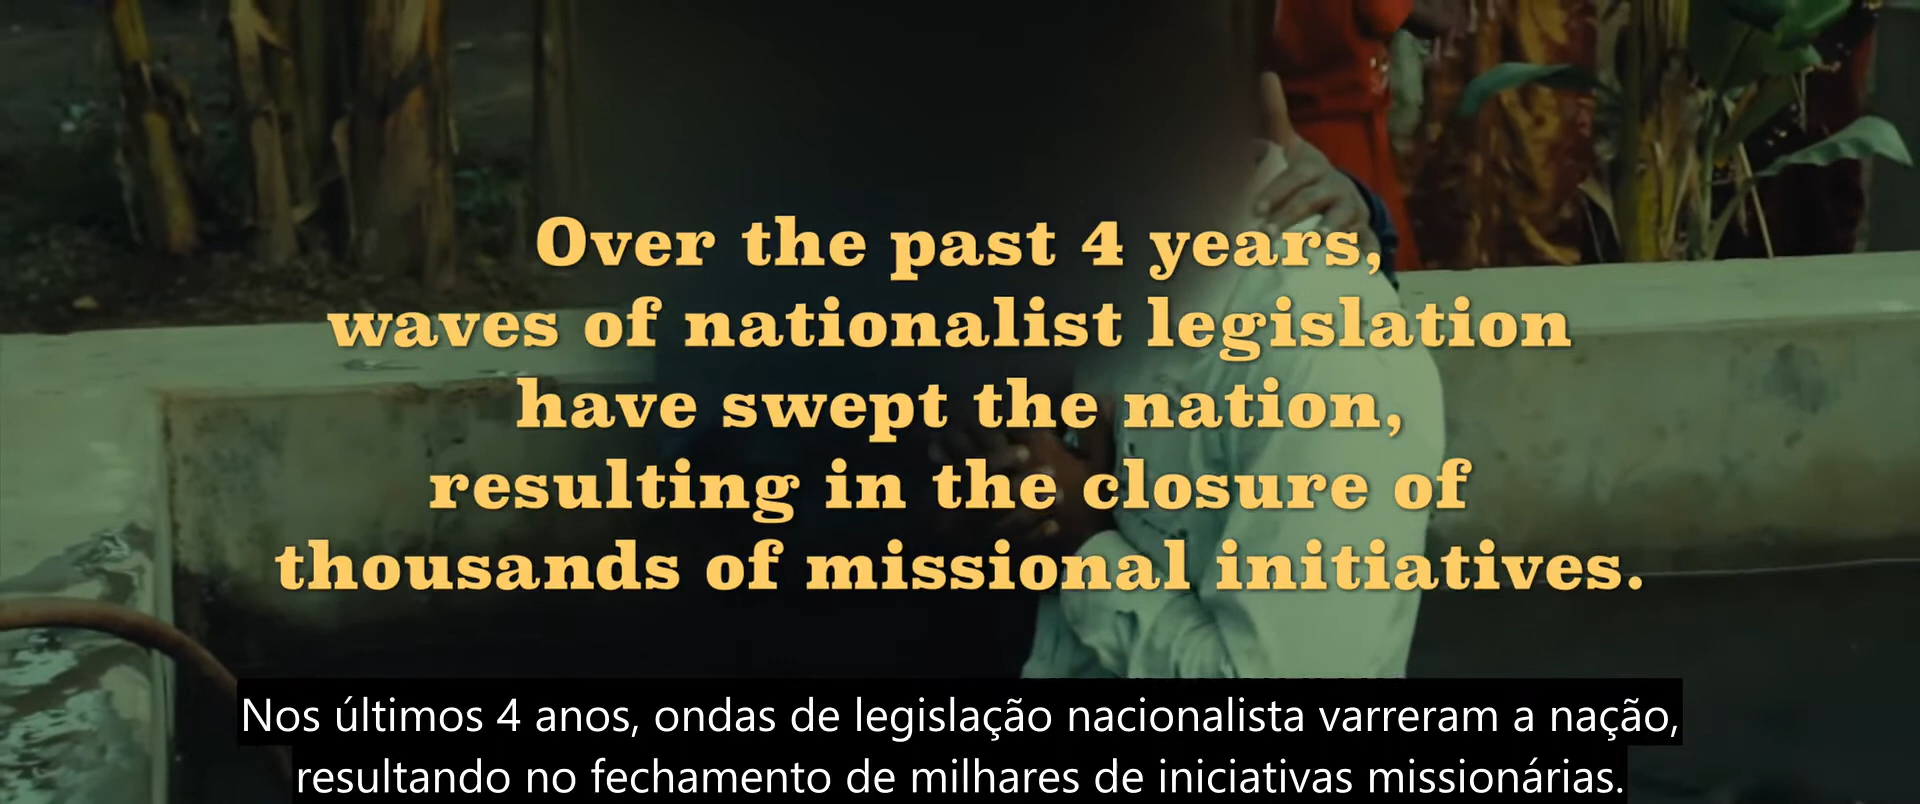 Over the past 4 years,
waves of nationalist legislation
have swept the nation,
resulting in the closure of
thousands of missional initiatives.
Nos últimos 4 anos, ondas de legislação nacionalista varreram a nação,
resultando no fechamento de milhares de iniciativas missionárias.